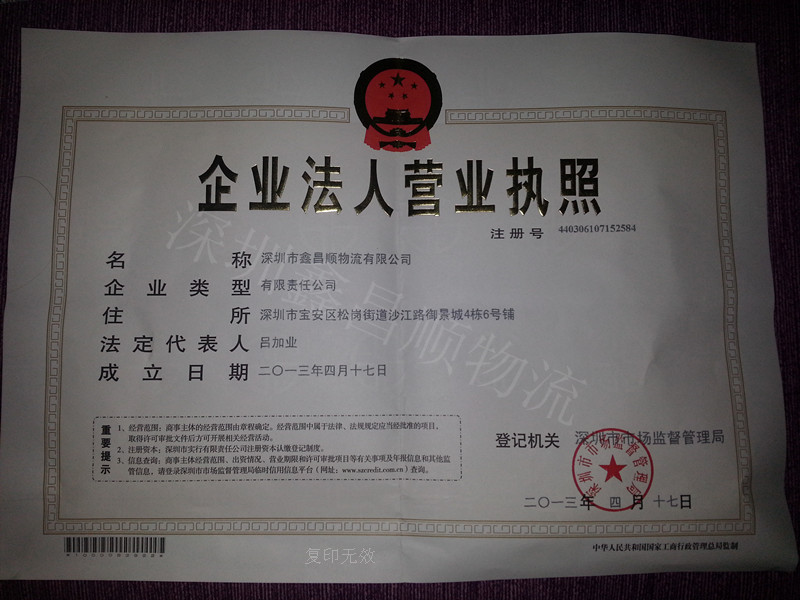 企业法人营业执照
注册号 440306107152584
名称 深圳市鑫昌顺物流有限公司
企业类型 有限责任公司
住所 深圳市宝安区松岗街道沙江路御景城4栋6号铺
法定代表人 吕加业
成立日期 二〇一三年四月十七日
深圳鑫昌顺物流
重要提示
1、经营范围：商事主体的经营范围由章程确定。经营范围中属于法律、法规规定应当经批准的项目，
取得许可审批文件后方可开展相关经营活动。
2、注册资本：深圳市实行有限责任公司注册资本认缴登记制度。
3、信息查询：商事主体经营范围、出资情况、营业期限和许可审批项目等有关事项及年报信息和其他监
管信息，请登录深圳市市场监督管理局临时信用信息平台（网址：www.szcredit.com.cn）查询。
登记机关 深圳市市场监督管理局
深圳市市场监督管理局
二〇一三年 四 月 十七日
复印无效
中华人民共和国国家工商行政管理总局监制